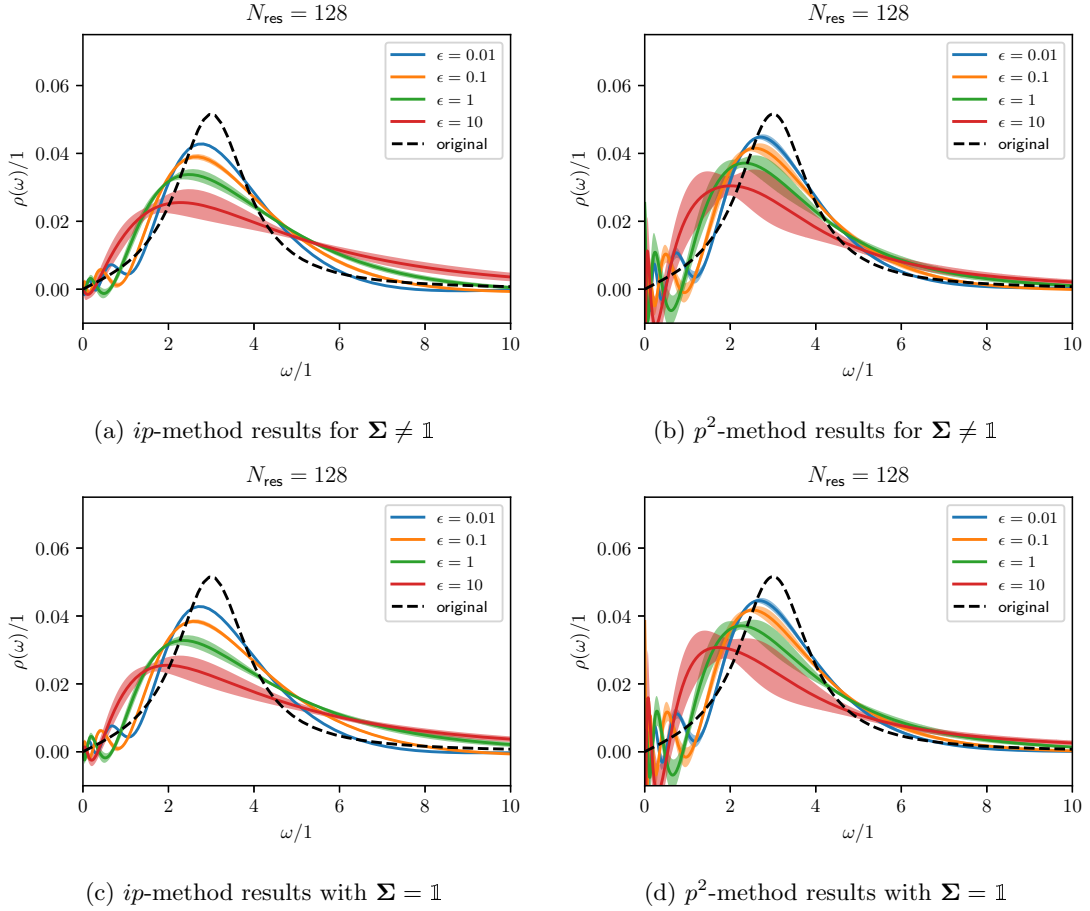 N_res = 128
ϵ = 0.01
ϵ = 0.1
ϵ = 1
ϵ = 10
original
0.06
0.04
0.02
0.00
ρ(ω)/1
0 2 4 6 8 10
ω/1
(a) ip-method results for Σ ≠ 𝟙
N_res = 128
ϵ = 0.01
ϵ = 0.1
ϵ = 1
ϵ = 10
original
0.06
0.04
0.02
0.00
ρ(ω)/1
0 2 4 6 8 10
ω/1
(b) p²-method results for Σ ≠ 𝟙
N_res = 128
ϵ = 0.01
ϵ = 0.1
ϵ = 1
ϵ = 10
original
0.06
0.04
0.02
0.00
ρ(ω)/1
0 2 4 6 8 10
ω/1
(c) ip-method results with Σ = 𝟙
N_res = 128
ϵ = 0.01
ϵ = 0.1
ϵ = 1
ϵ = 10
original
0.06
0.04
0.02
0.00
ρ(ω)/1
0 2 4 6 8 10
ω/1
(d) p²-method results with Σ = 𝟙